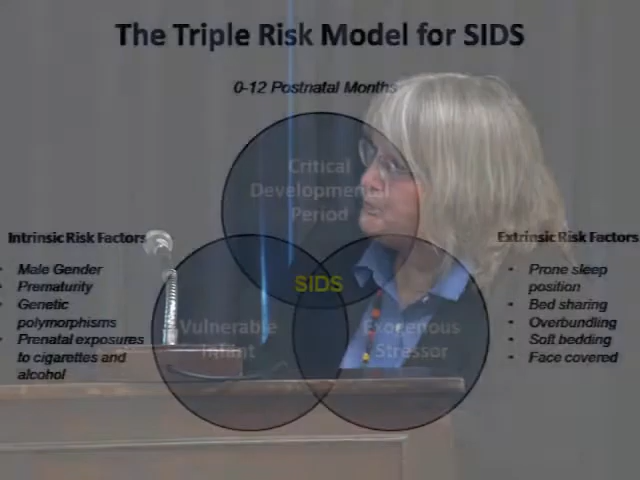 The Triple Risk Model for SIDS
0-12 Postnatal Months
Critical
Developmental
Period
Intrinsic Risk Factors
• Male Gender
• Prematurity
• Genetic
polymorphisms
• Prenatal exposures
to cigarettes and
alcohol
SIDS
Vulnerable
Infant
Exogenous
Stressor
Extrinsic Risk Factors
• Prone sleep
position
• Bed sharing
• Overbundling
• Soft bedding
• Face covered